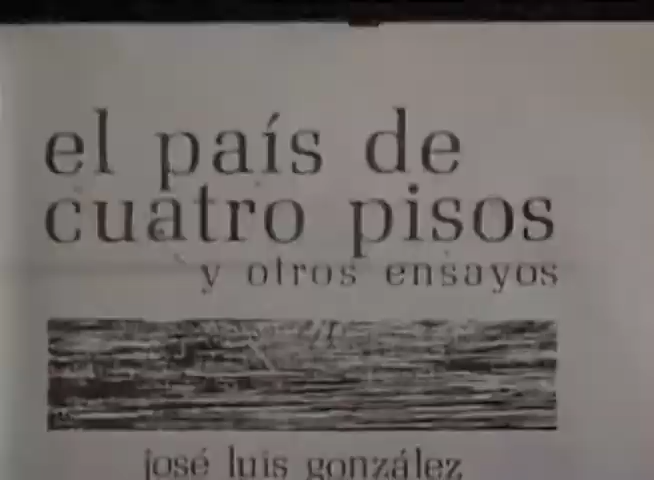 el país de
cuatro pisos
y otros ensayos
josé luis gonzález